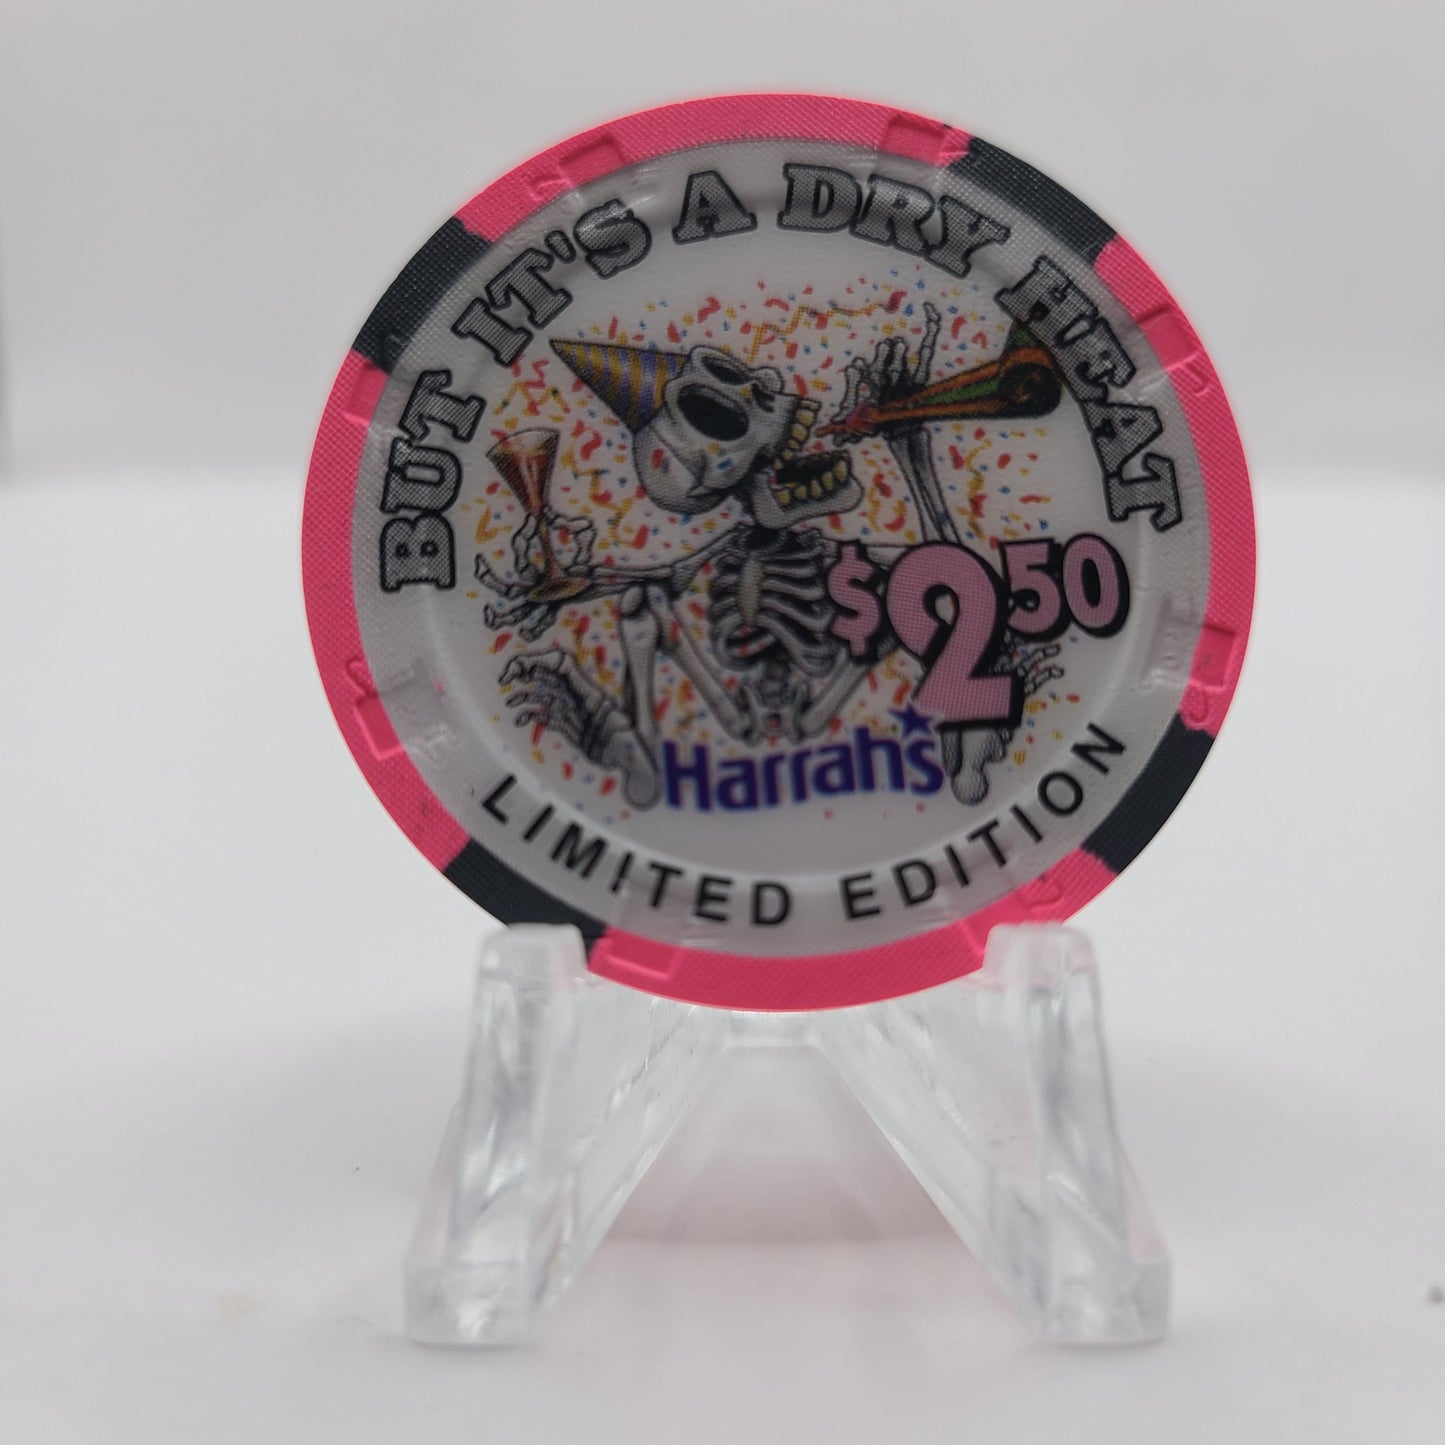 BUT IT'S A DRY HEAT
$2.50
Harrah's
LIMITED EDITION